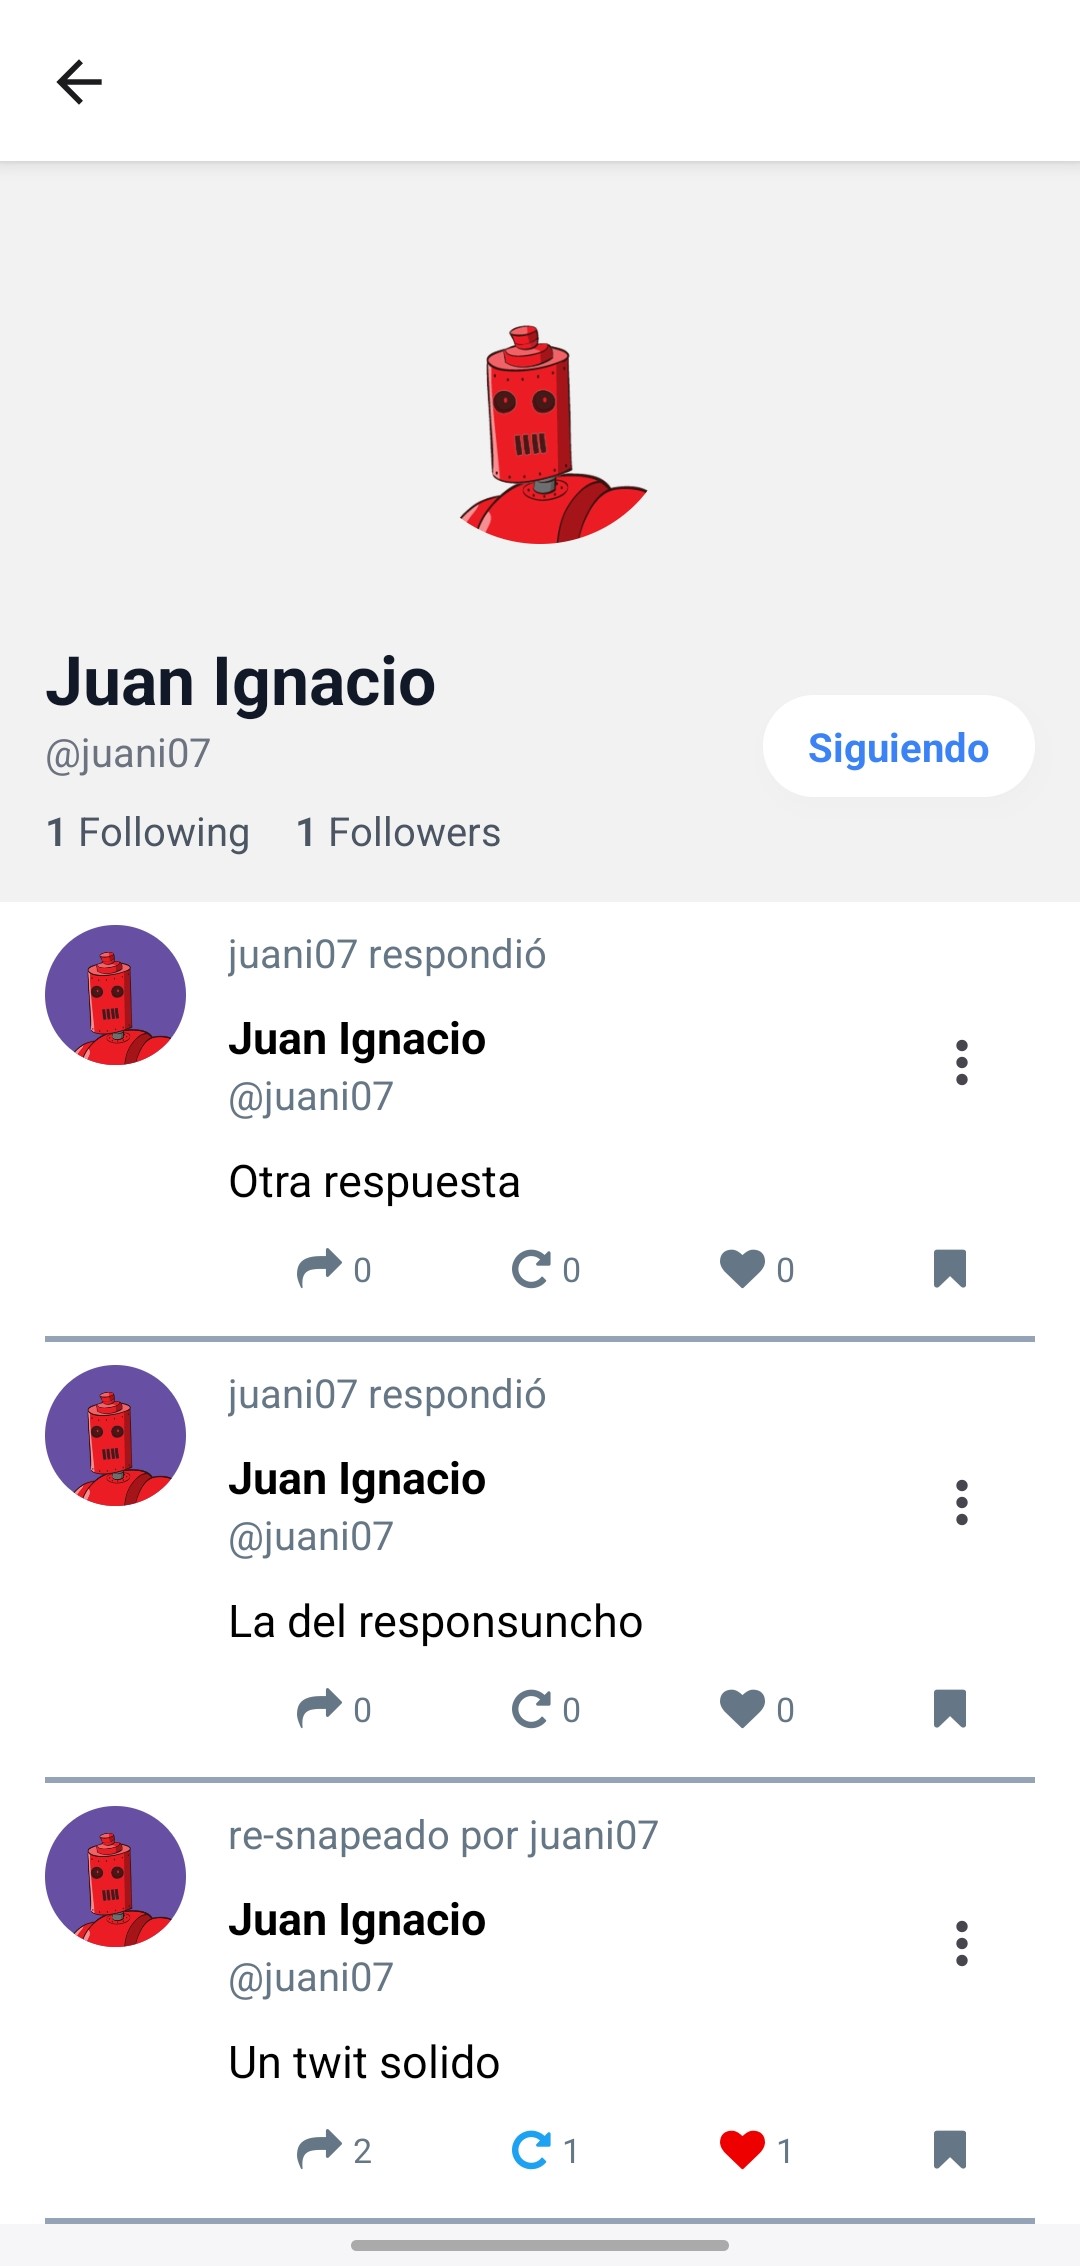 Juan Ignacio
@juani07
Siguiendo
1 Following 1 Followers
juani07 respondió
Juan Ignacio
@juani07
Otra respuesta
0 0 0
juani07 respondió
Juan Ignacio
@juani07
La del responsuncho
0 0 0
re-snapeado por juani07
Juan Ignacio
@juani07
Un twit solido
2 1 1